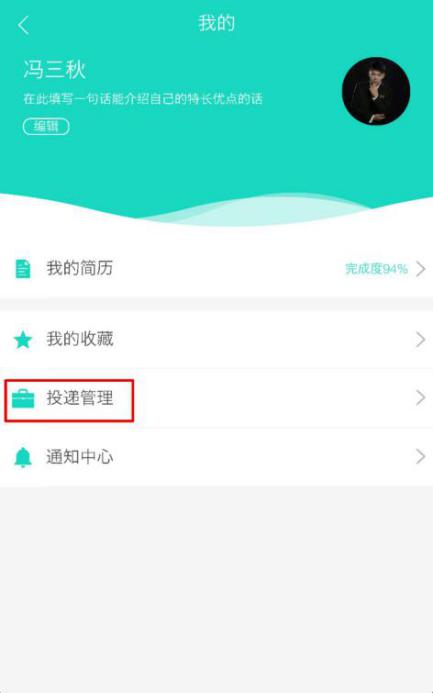 我的
冯三秋
在此填写一句话能介绍自己的特长优点的话
编辑
我的简历 完成度94%
我的收藏
投递管理
通知中心